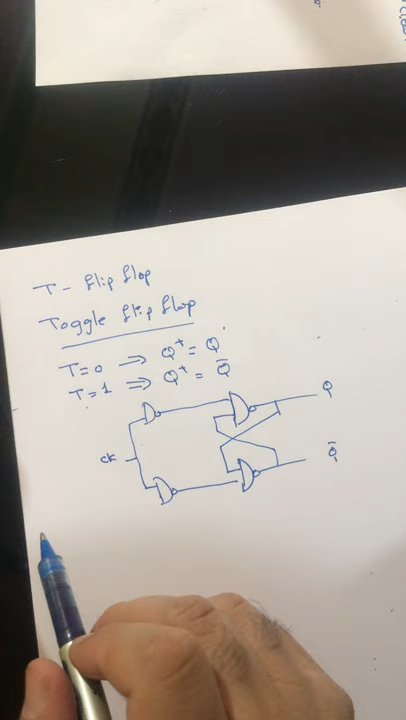 T - flip flop
Toggle flip flop
T=0 => Q⁺ = Q
T=1 => Q⁺ = Q̅
Q
CK
Q̅